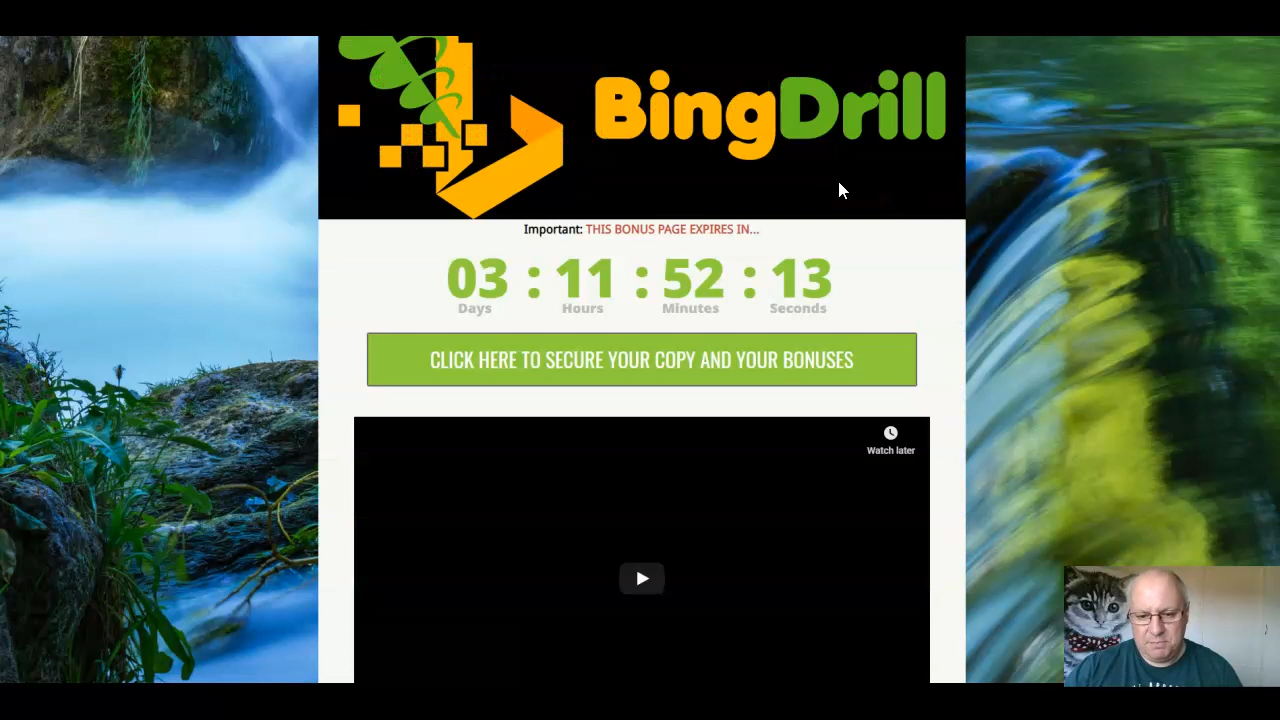 BingDrill
Important: THIS BONUS PAGE EXPIRES IN...
03 : 11 : 52 : 13
Days Hours Minutes Seconds
CLICK HERE TO SECURE YOUR COPY AND YOUR BONUSES
Watch later